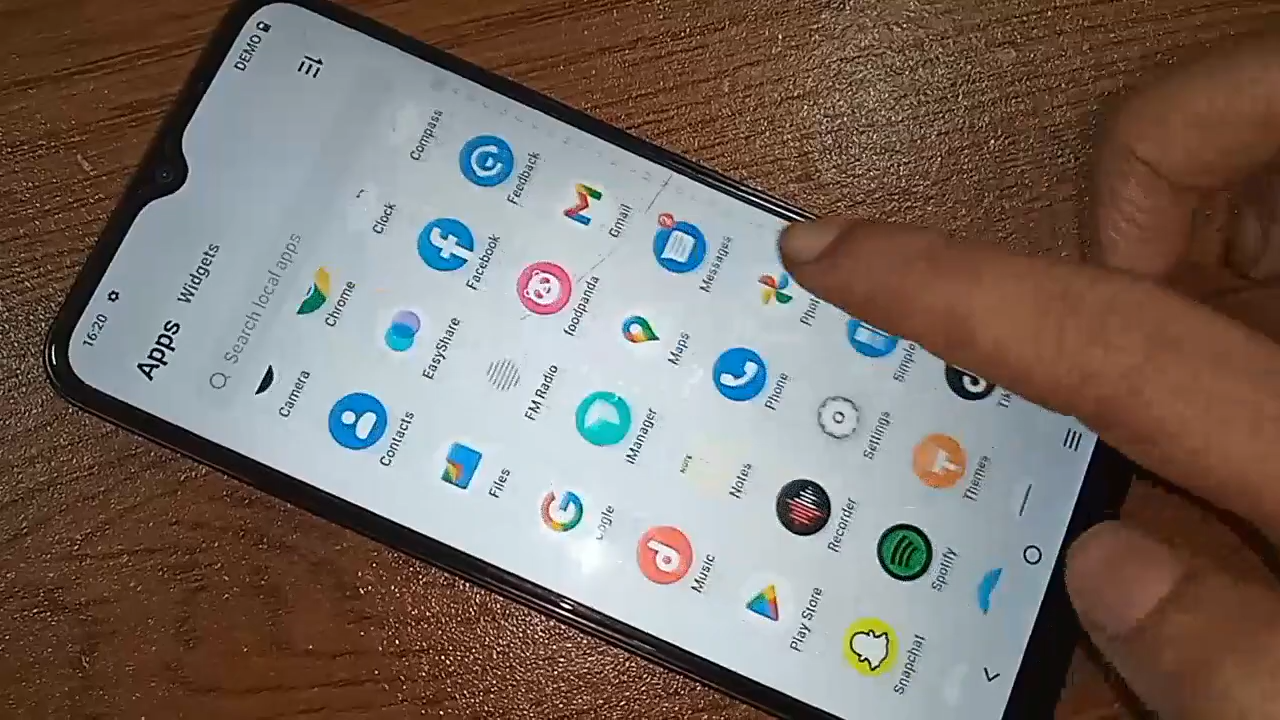 16:20
DEMO
Apps Widgets
Search local apps
Camera
Chrome
Clock
Compass
Contacts
EasyShare
Facebook
Feedback
Files
FM Radio
foodpanda
Gmail
iManager
Maps
Messages
Music
Notes
Phone
Play Store
Recorder
Settings
Snapchat
Spotify
Themes